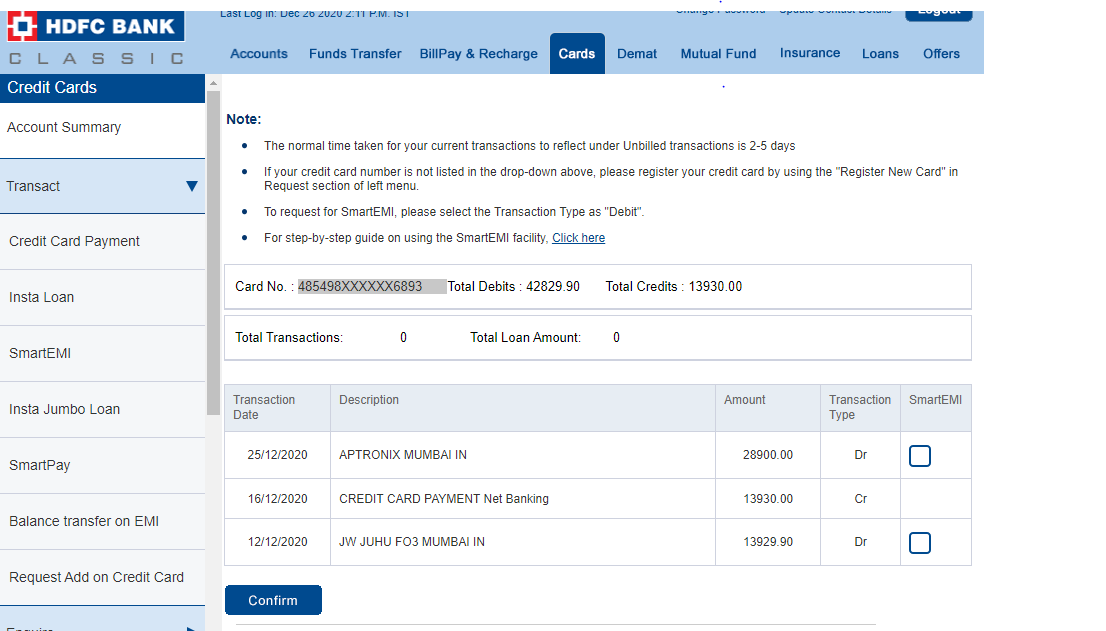 HDFC BANK
CLASSIC
Last Log in: Dec 26 2020 2:11 P.M. IST
Change Password Update Contact Details Logout
Accounts Funds Transfer BillPay & Recharge Cards Demat Mutual Fund Insurance Loans Offers
Credit Cards
Account Summary
Transact
Credit Card Payment
Insta Loan
SmartEMI
Insta Jumbo Loan
SmartPay
Balance transfer on EMI
Request Add on Credit Card
Enquire
Note:
The normal time taken for your current transactions to reflect under Unbilled transactions is 2-5 days
If your credit card number is not listed in the drop-down above, please register your credit card by using the "Register New Card" in
Request section of left menu.
To request for SmartEMI, please select the Transaction Type as "Debit".
For step-by-step guide on using the SmartEMI facility, Click here
Card No. : 485498XXXXXX6893 Total Debits : 42829.90 Total Credits : 13930.00
Total Transactions: 0 Total Loan Amount: 0
Transaction Date Description Amount Transaction Type SmartEMI
25/12/2020 APTRONIX MUMBAI IN 28900.00 Dr
16/12/2020 CREDIT CARD PAYMENT Net Banking 13930.00 Cr
12/12/2020 JW JUHU FO3 MUMBAI IN 13929.90 Dr
Confirm